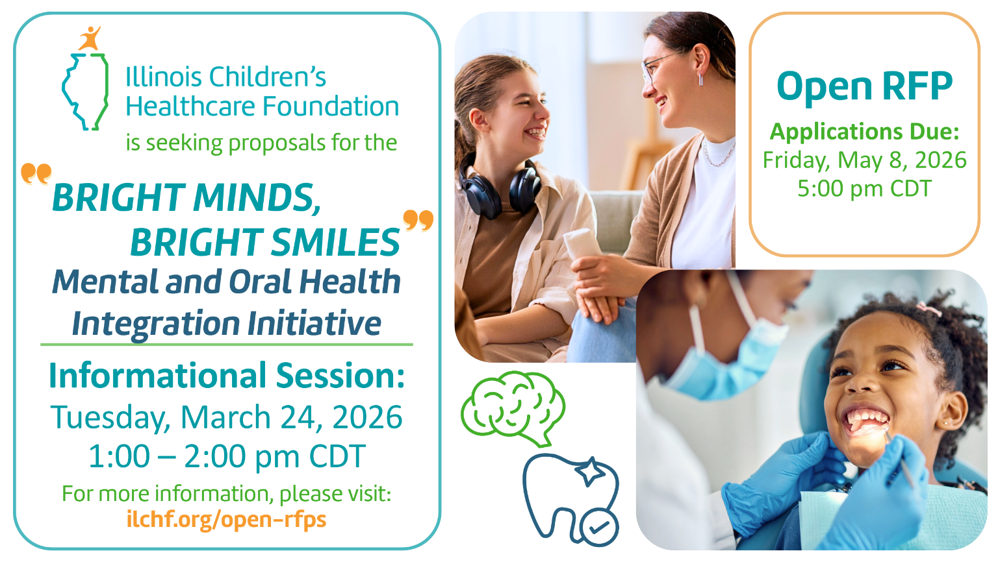 Illinois Children's
Healthcare Foundation
is seeking proposals for the
"BRIGHT MINDS,
BRIGHT SMILES"
Mental and Oral Health
Integration Initiative
Informational Session:
Tuesday, March 24, 2026
1:00 – 2:00 pm CDT
For more information, please visit:
ilchf.org/open-rfps
Open RFP
Applications Due:
Friday, May 8, 2026
5:00 pm CDT